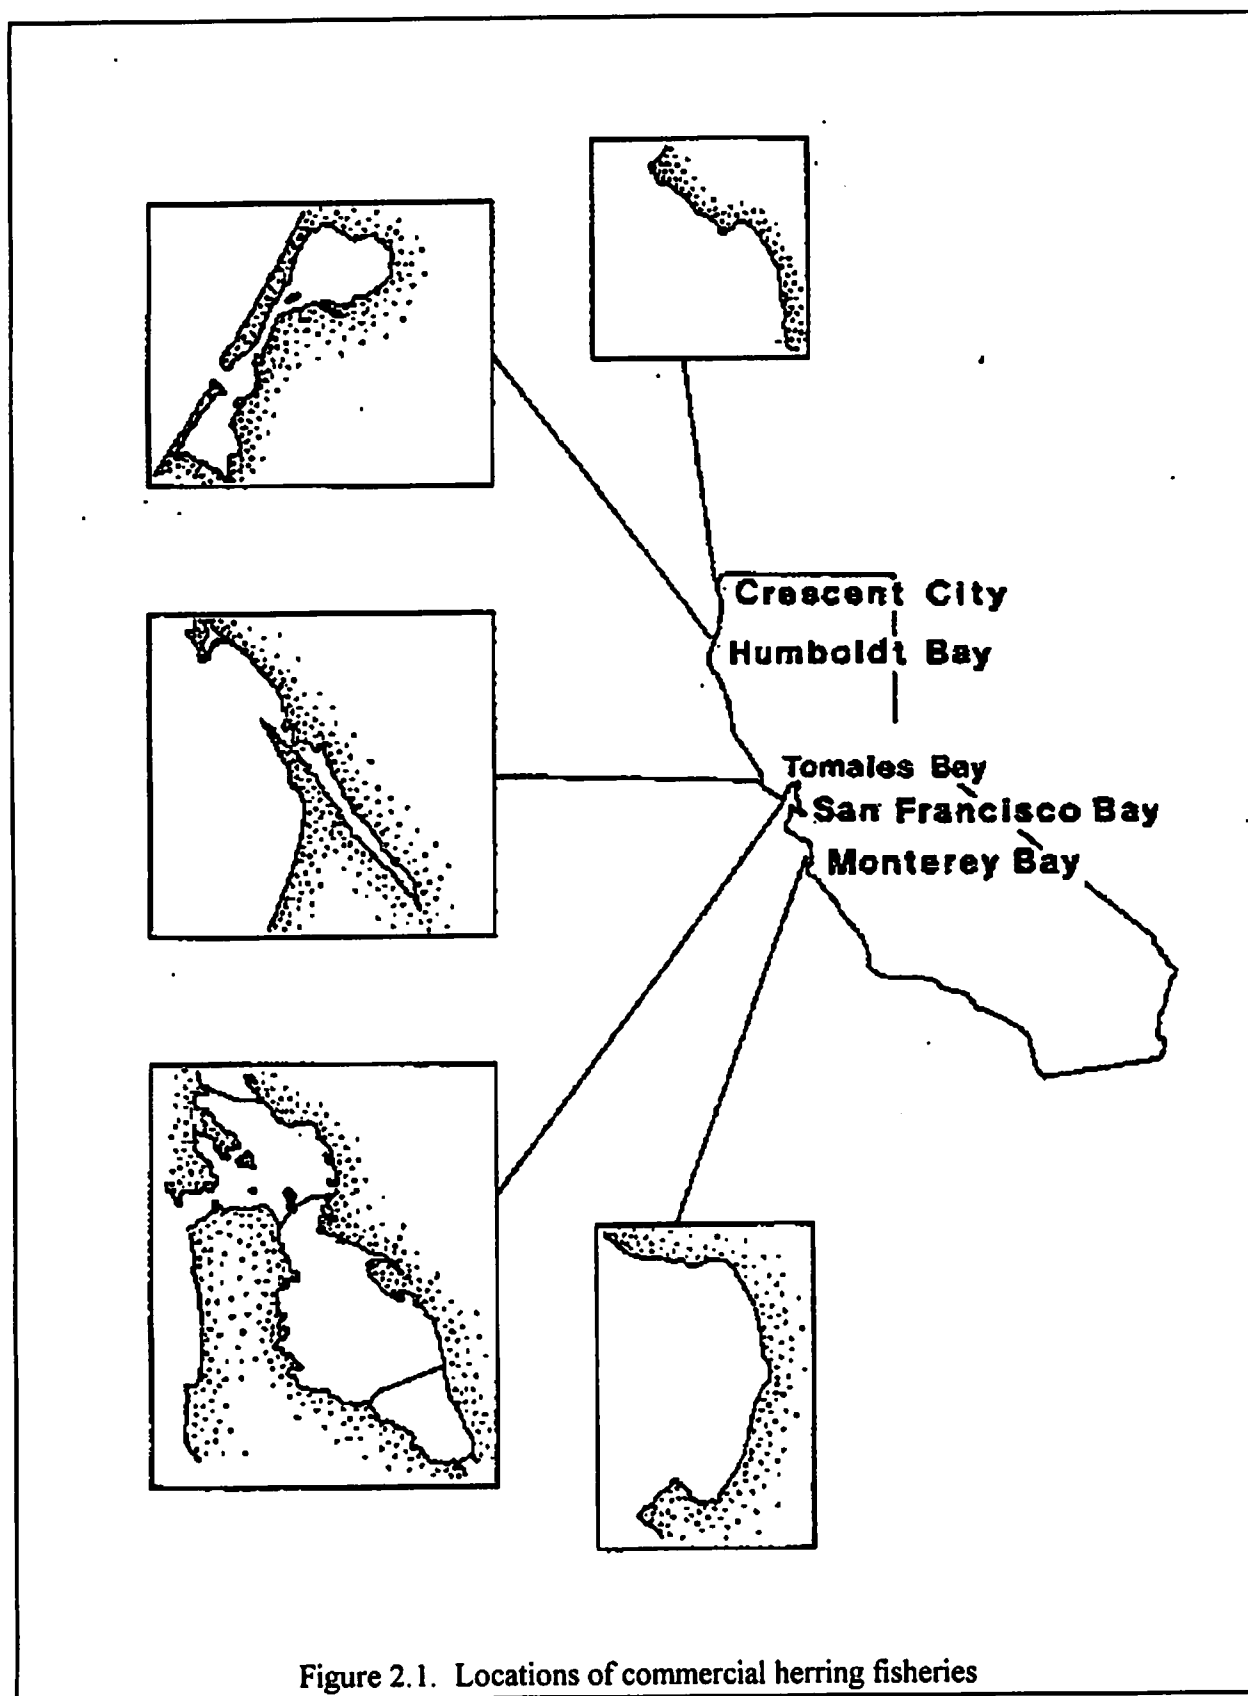 Crescent City
Humboldt Bay
Tomales Bay
San Francisco Bay
Monterey Bay
Figure 2.1. Locations of commercial herring fisheries